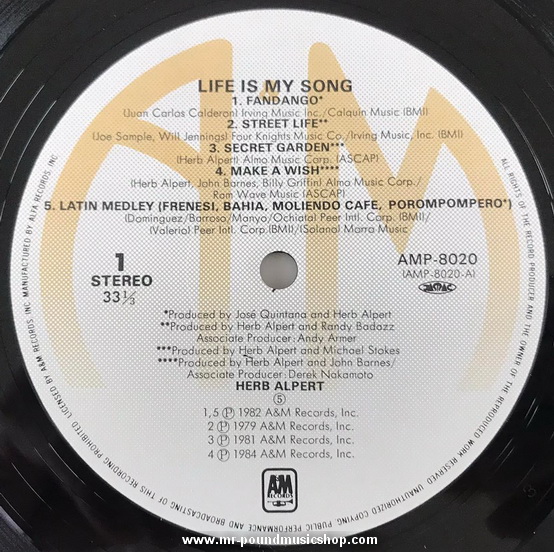 LIFE IS MY SONG
1. FANDANGO*
(Juan Carlos Calderan) Irving Music Inc./Calquin Music (BMI)
2. STREET LIFE**
(Joe Sample, Will Jennings) Four Knights Music Co./Irving Music, Inc. (BMI)
3. SECRET GARDEN***
(Herb Alpert) Almo Music Corp. (ASCAP)
4. MAKE A WISH****
(Herb Alpert, John Barnes, Billy Griffin) Almo Music Corp./
Ram Wave Music (ASCAP)
5. LATIN MEDLEY (FRENESI, BAHIA, MOLIENDO CAFE, POROMPOMPERO*)
(Dominguez/Barroso/Manyo/Ochiata) Peer Intl. Corp. (BMI)/
(Valerio) Peer Intl. Corp. (BMI)/(Solano) Morro Music
1
STEREO
33⅓
AMP-8020
(AMP-8020-A)
JASRAC
*Produced by José Quintana and Herb Alpert
**Produced by Herb Alpert and Randy Badazz
Associate Producer: Andy Armer
***Produced by Herb Alpert and Michael Stokes
****Produced by Herb Alpert and John Barnes/
Associate Producer: Derek Nakamoto
HERB ALPERT
⑤
1,5 Ⓟ 1982 A&M Records, Inc.
2 Ⓟ 1979 A&M Records, Inc.
3 Ⓟ 1981 A&M Records, Inc.
4 Ⓟ 1984 A&M Records, Inc.
A&M
RECORDS
ALL RIGHTS OF THE RECORD PRODUCER AND THE OWNER OF THE REPRODUCED WORK RESERVED. UNAUTHORISED COPYING, PUBLIC PERFORMANCE AND BROADCASTING OF THIS RECORDING PROHIBITED. LICENSED BY A&M RECORDS, INC. MANUFACTURED BY ALFA RECORDS, INC.
www.mr-poundmusicshop.com